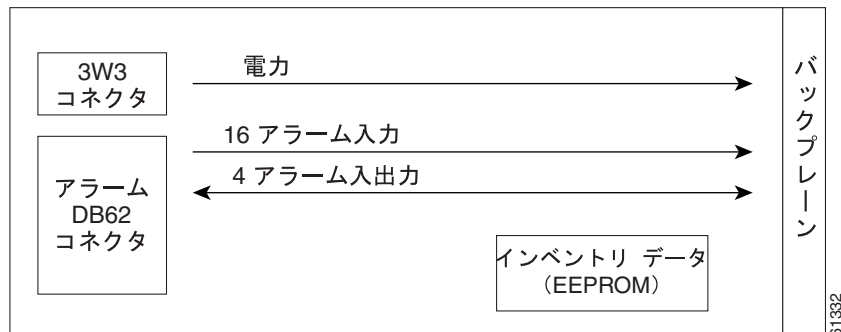 3W3
コネクタ
電力
16 アラーム入力
4 アラーム入出力
アラーム
DB62
コネクタ
インベントリ データ
（EEPROM）
バックプレーン
61332